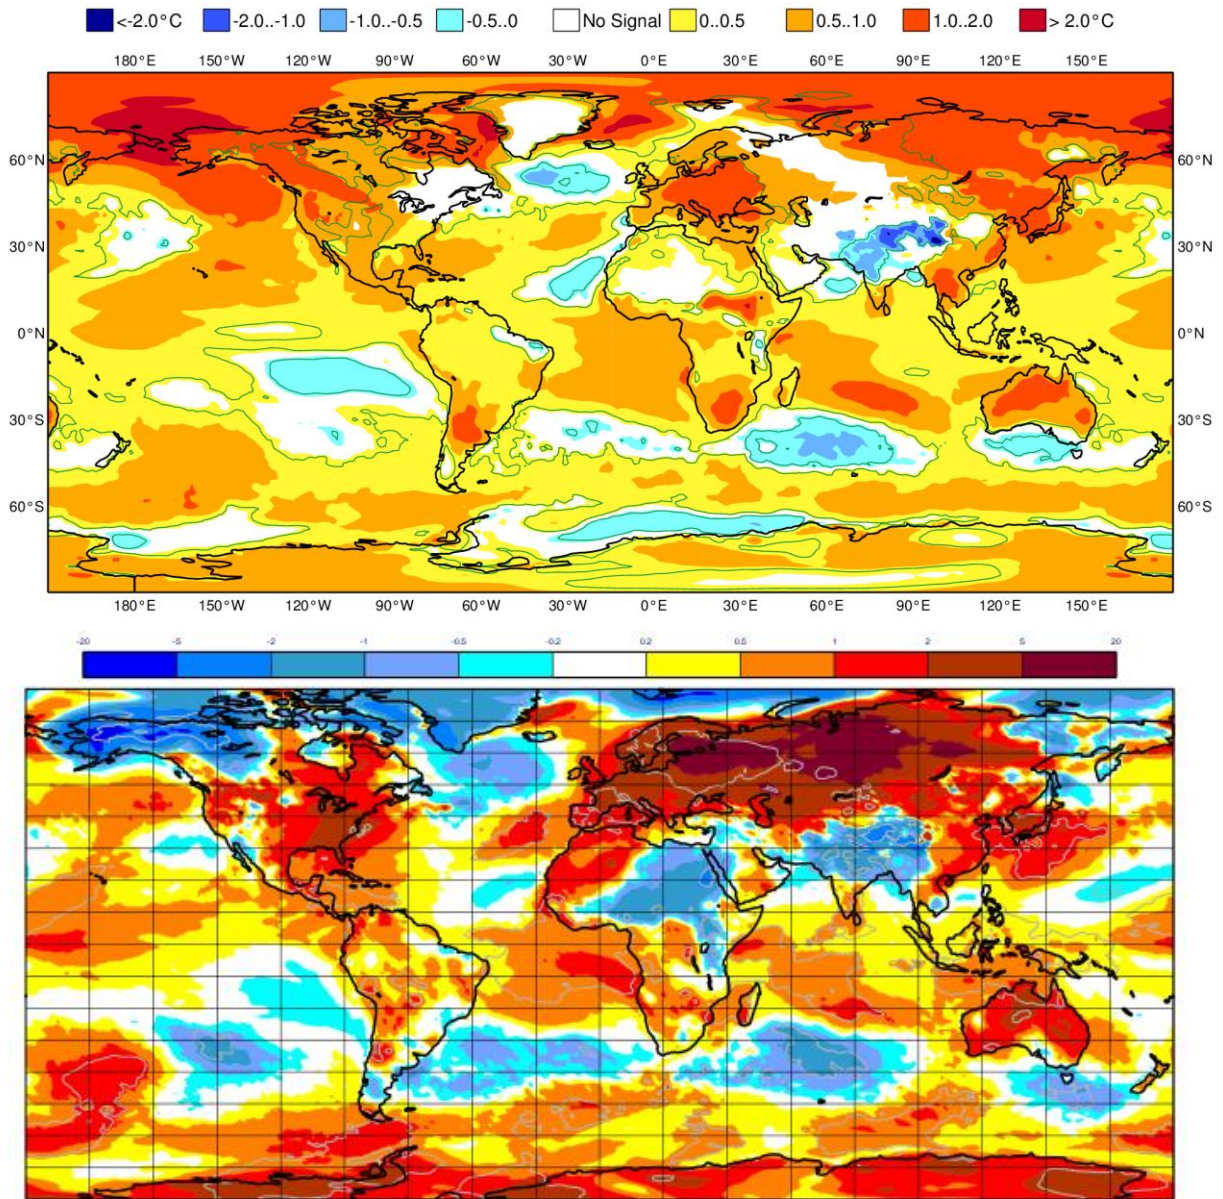 <-2.0°C -2.0..-1.0 -1.0..-0.5 -0.5..0 No Signal 0..0.5 0.5..1.0 1.0..2.0 > 2.0°C
180°E 150°W 120°W 90°W 60°W 30°W 0°E 30°E 60°E 90°E 120°E 150°E
60°N 60°N
30°N 30°N
0°N 0°N
30°S 30°S
60°S 60°S
180°E 150°W 120°W 90°W 60°W 30°W 0°E 30°E 60°E 90°E 120°E 150°E
-20 -5 -2 -1 -0.5 -0.2 0.2 0.5 1 2 5 20